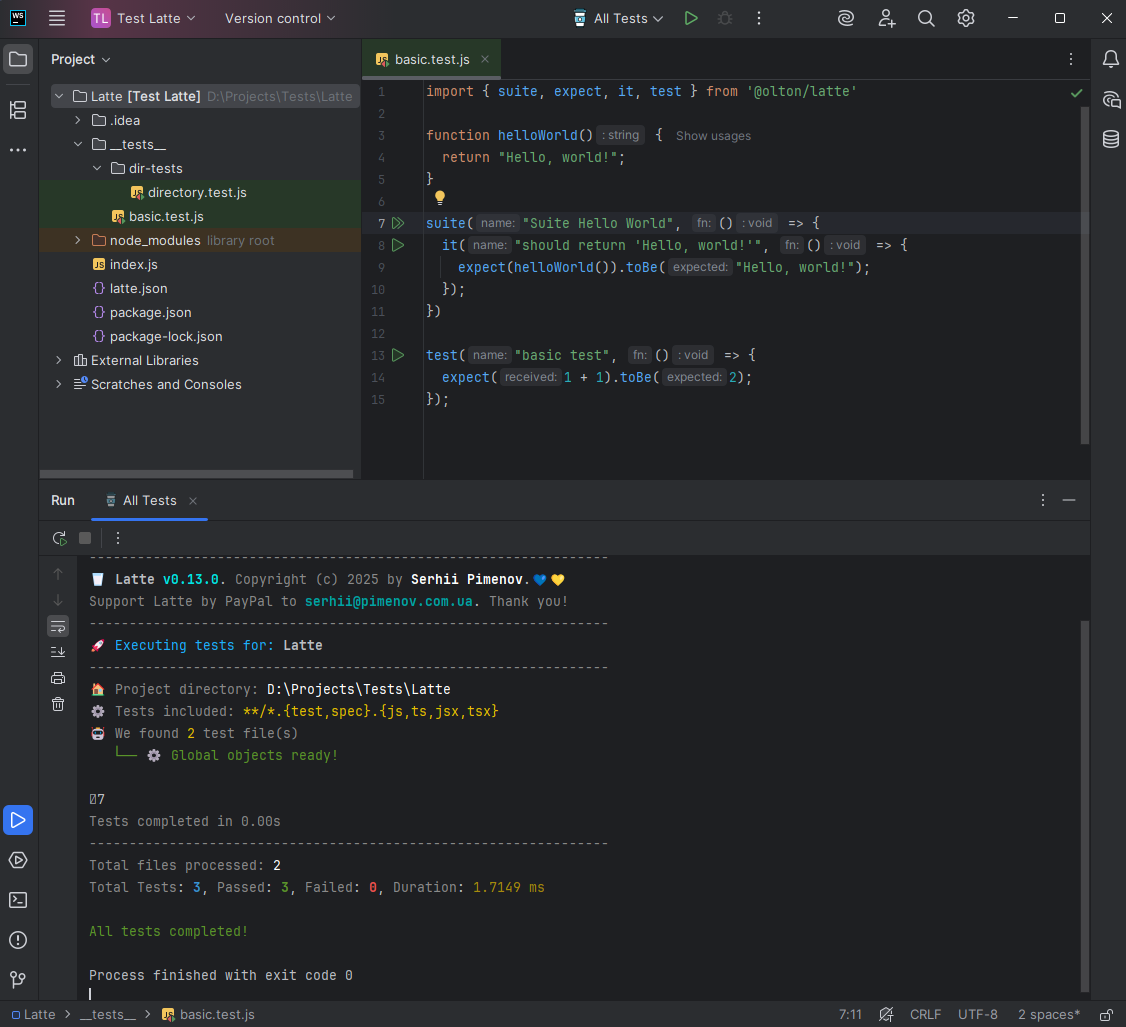 WS TL Test Latte Version control All Tests
Project
Latte [Test Latte] D:\Projects\Tests\Latte
.idea
__tests__
dir-tests
directory.test.js
basic.test.js
node_modules library root
index.js
latte.json
package.json
package-lock.json
External Libraries
Scratches and Consoles
basic.test.js
1 import { suite, expect, it, test } from '@olton/latte'
2
3 function helloWorld() : string { Show usages
4 return "Hello, world!";
5 }
6
7 suite( name: "Suite Hello World", fn: () : void => {
8 it( name: "should return 'Hello, world!'", fn: () : void => {
9 expect(helloWorld()).toBe( expected: "Hello, world!");
10 });
11 })
12
13 test( name: "basic test", fn: () : void => {
14 expect( received: 1 + 1).toBe( expected: 2);
15 });
Run All Tests
--------------------------------------------------------------
Latte v0.13.0. Copyright (c) 2025 by Serhii Pimenov.
Support Latte by PayPal to serhii@pimenov.com.ua. Thank you!
-----------------------------------------------------------------
Executing tests for: Latte
-----------------------------------------------------------------
Project directory: D:\Projects\Tests\Latte
Tests included: **/*.{test,spec}.{js,ts,jsx,tsx}
We found 2 test file(s)
└── Global objects ready!
7
Tests completed in 0.00s
-----------------------------------------------------------------
Total files processed: 2
Total Tests: 3, Passed: 3, Failed: 0, Duration: 1.7149 ms
All tests completed!
Process finished with exit code 0
Latte > __tests__ > basic.test.js 7:11 CRLF UTF-8 2 spaces*